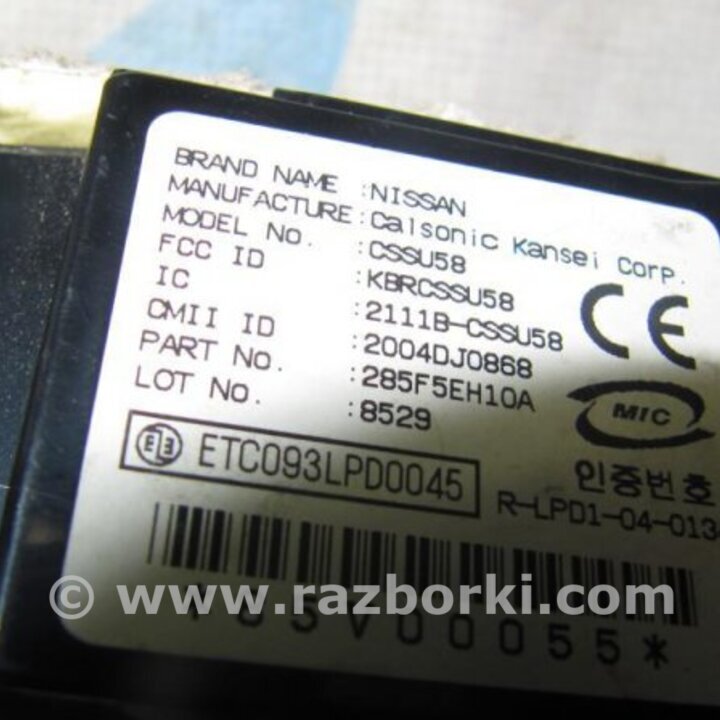 BRAND NAME :NISSAN
MANUFACTURE:Calsonic Kansei Corp.
MODEL No. :CSSU58
FCC ID :KBRCSSU58
IC :2111B-CSSU58
CMII ID :2004DJ0868
PART No. :285F5EH10A
LOT No. :8529
CE
MIC
ETC093LPD0045
인증번호
R-LPD1-04-013
© www.razborki.com